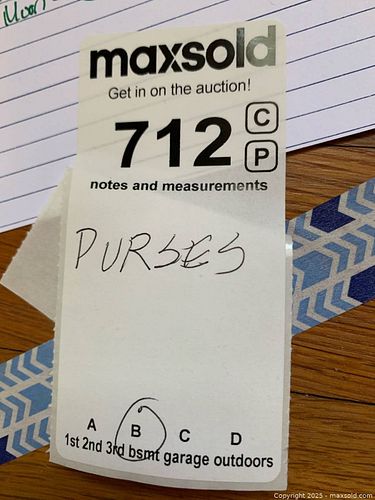 maxsold
Get in on the auction!
712 C
P
notes and measurements
PURSES
A B C D
1st 2nd 3rd bsmt garage outdoors
Copyright © 2025 - maxsold.com